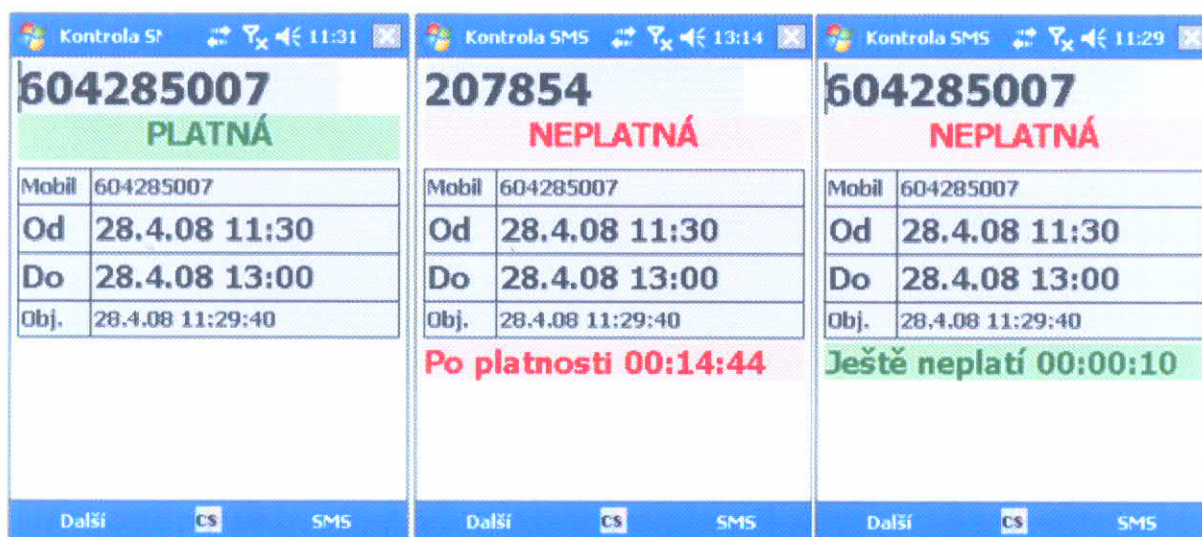 Kontrola S 11:31
604285007
PLATNÁ
Mobil 604285007
Od 28.4.08 11:30
Do 28.4.08 13:00
Obj. 28.4.08 11:29:40
Další CS SMS
Kontrola SMS 13:14
207854
NEPLATNÁ
Mobil 604285007
Od 28.4.08 11:30
Do 28.4.08 13:00
Obj. 28.4.08 11:29:40
Po platnosti 00:14:44
Další CS SMS
Kontrola SMS 11:29
604285007
NEPLATNÁ
Mobil 604285007
Od 28.4.08 11:30
Do 28.4.08 13:00
Obj. 28.4.08 11:29:40
Ještě neplatí 00:00:10
Další CS SMS